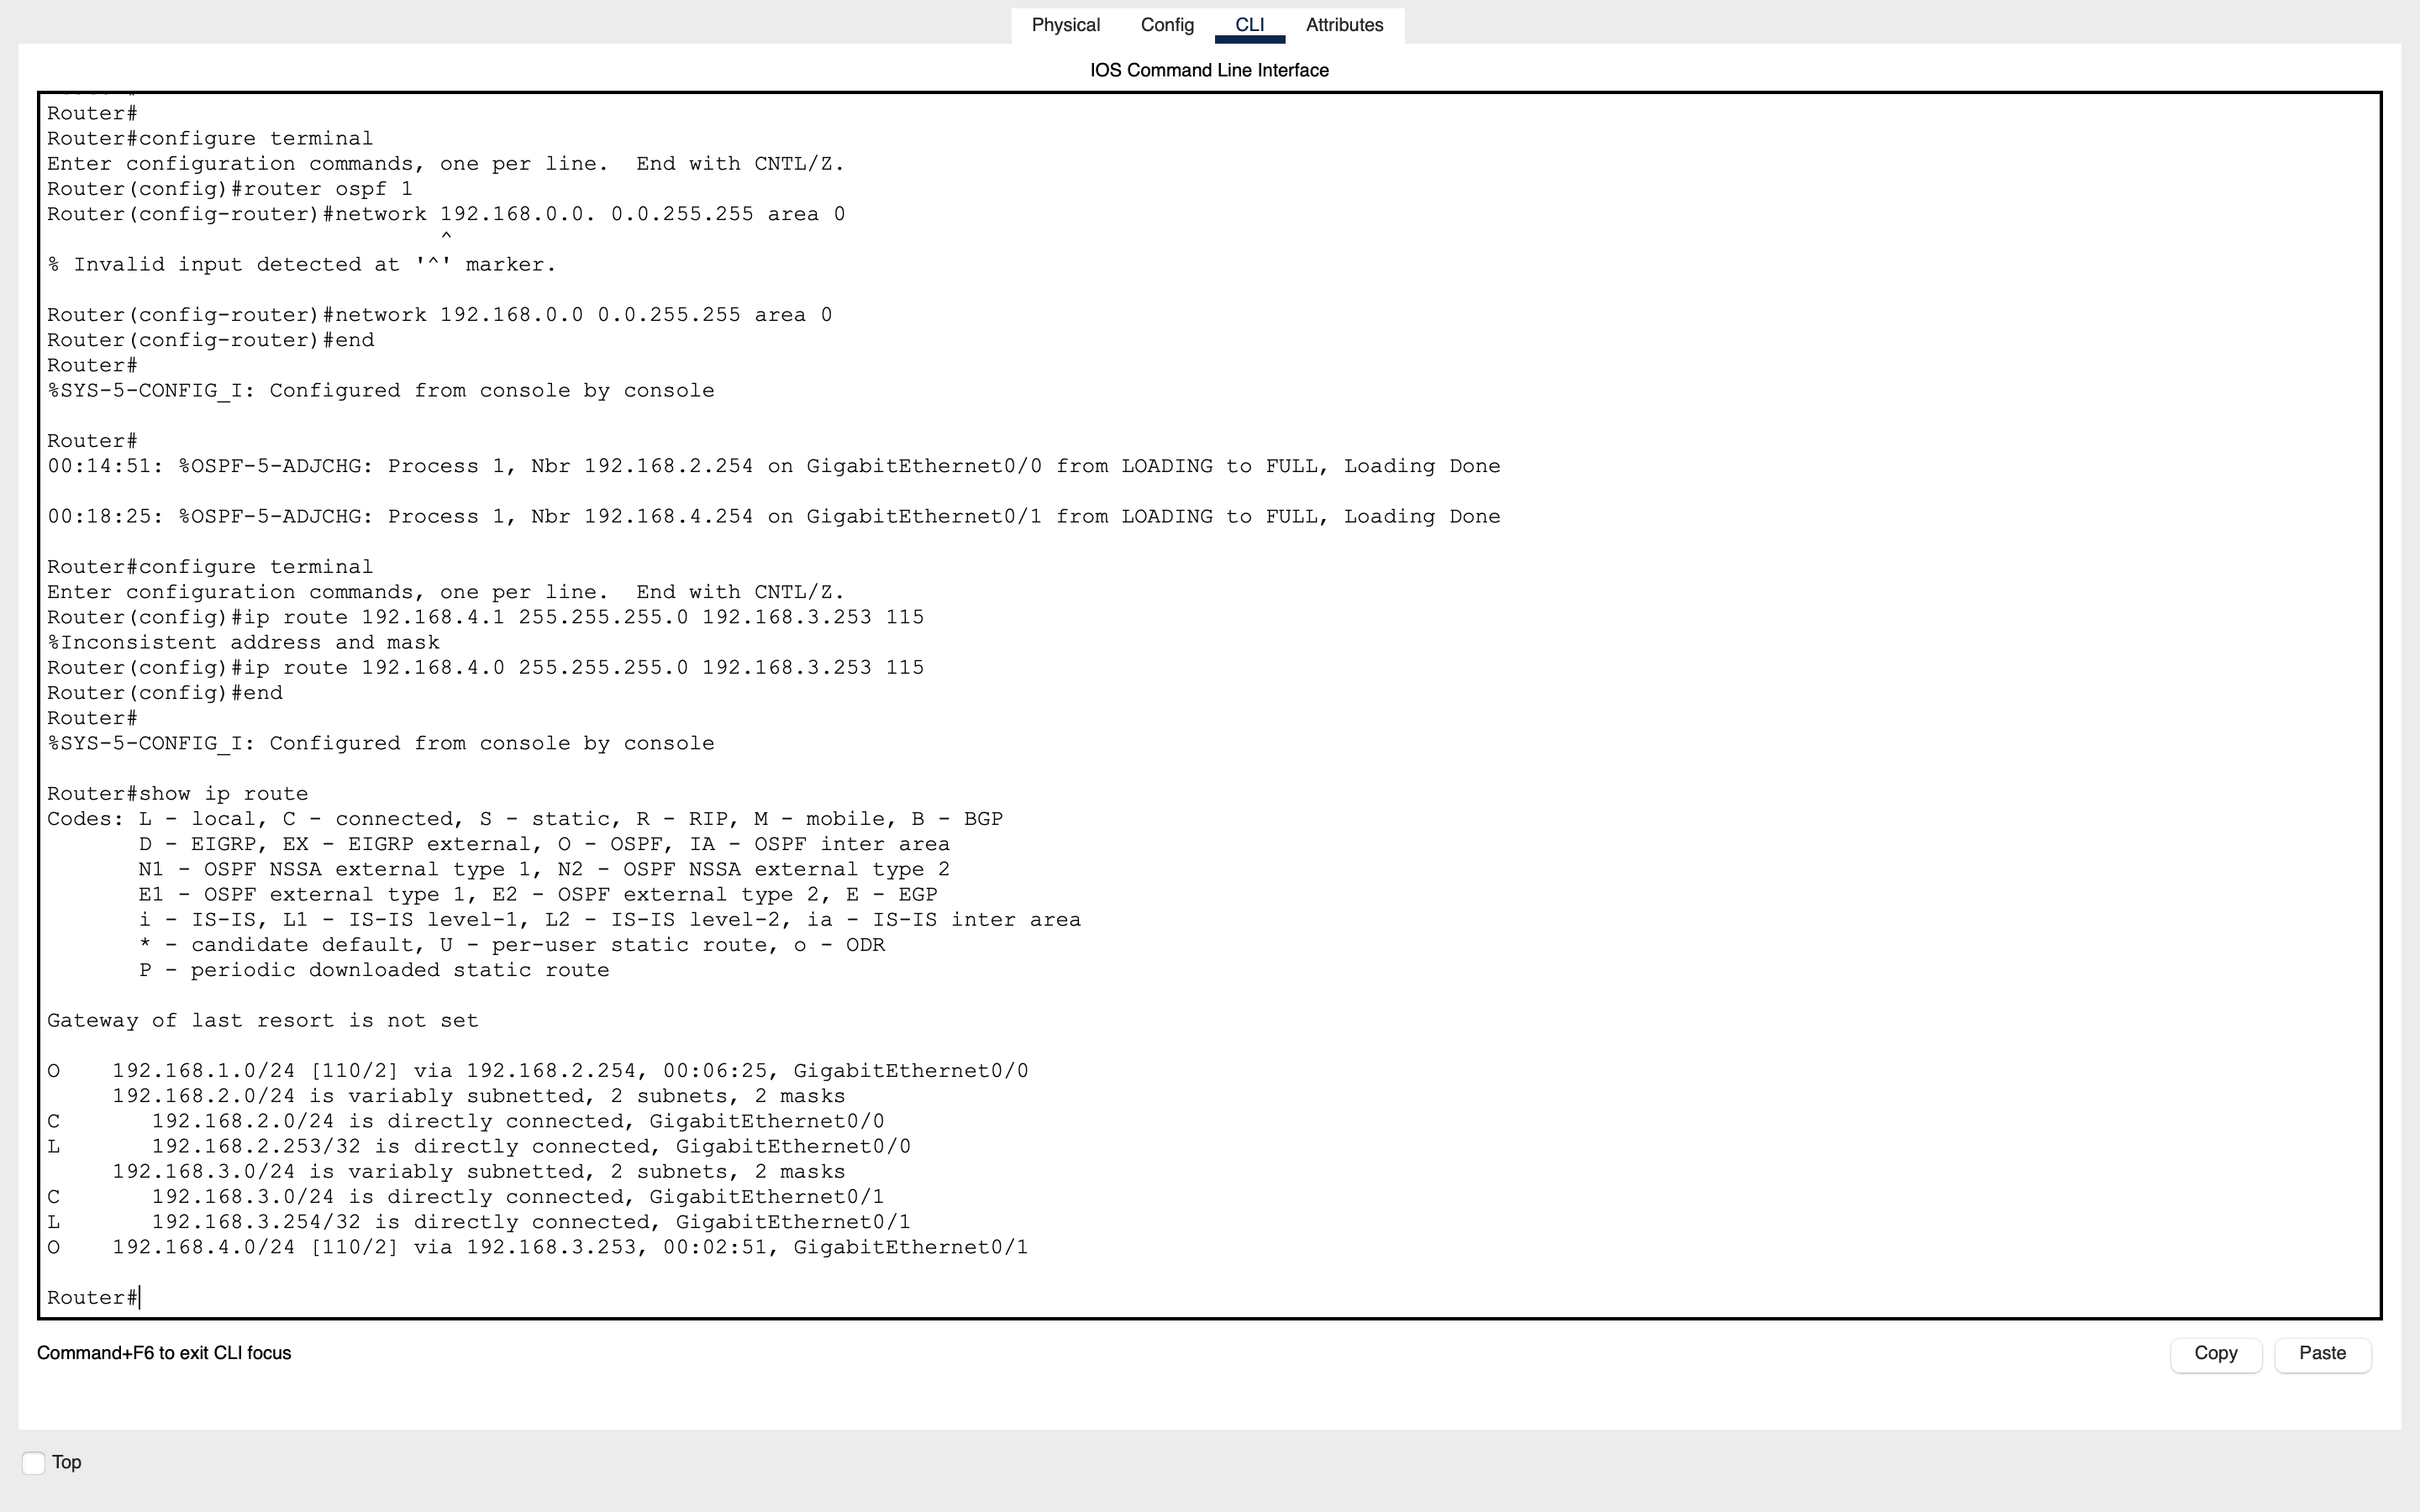 Physical Config CLI Attributes
IOS Command Line Interface
Router#
Router#configure terminal
Enter configuration commands, one per line.  End with CNTL/Z.
Router(config)#router ospf 1
Router(config-router)#network 192.168.0.0. 0.0.255.255 area 0
                              ^
% Invalid input detected at '^' marker.

Router(config-router)#network 192.168.0.0 0.0.255.255 area 0
Router(config-router)#end
Router#
%SYS-5-CONFIG_I: Configured from console by console

Router#
00:14:51: %OSPF-5-ADJCHG: Process 1, Nbr 192.168.2.254 on GigabitEthernet0/0 from LOADING to FULL, Loading Done

00:18:25: %OSPF-5-ADJCHG: Process 1, Nbr 192.168.4.254 on GigabitEthernet0/1 from LOADING to FULL, Loading Done

Router#configure terminal
Enter configuration commands, one per line.  End with CNTL/Z.
Router(config)#ip route 192.168.4.1 255.255.255.0 192.168.3.253 115
%Inconsistent address and mask
Router(config)#ip route 192.168.4.0 255.255.255.0 192.168.3.253 115
Router(config)#end
Router#
%SYS-5-CONFIG_I: Configured from console by console

Router#show ip route
Codes: L - local, C - connected, S - static, R - RIP, M - mobile, B - BGP
       D - EIGRP, EX - EIGRP external, O - OSPF, IA - OSPF inter area
       N1 - OSPF NSSA external type 1, N2 - OSPF NSSA external type 2
       E1 - OSPF external type 1, E2 - OSPF external type 2, E - EGP
       i - IS-IS, L1 - IS-IS level-1, L2 - IS-IS level-2, ia - IS-IS inter area
       * - candidate default, U - per-user static route, o - ODR
       P - periodic downloaded static route

Gateway of last resort is not set

O    192.168.1.0/24 [110/2] via 192.168.2.254, 00:06:25, GigabitEthernet0/0
     192.168.2.0/24 is variably subnetted, 2 subnets, 2 masks
C       192.168.2.0/24 is directly connected, GigabitEthernet0/0
L       192.168.2.253/32 is directly connected, GigabitEthernet0/0
     192.168.3.0/24 is variably subnetted, 2 subnets, 2 masks
C       192.168.3.0/24 is directly connected, GigabitEthernet0/1
L       192.168.3.254/32 is directly connected, GigabitEthernet0/1
O    192.168.4.0/24 [110/2] via 192.168.3.253, 00:02:51, GigabitEthernet0/1

Router#
Command+F6 to exit CLI focus
Copy Paste
Top